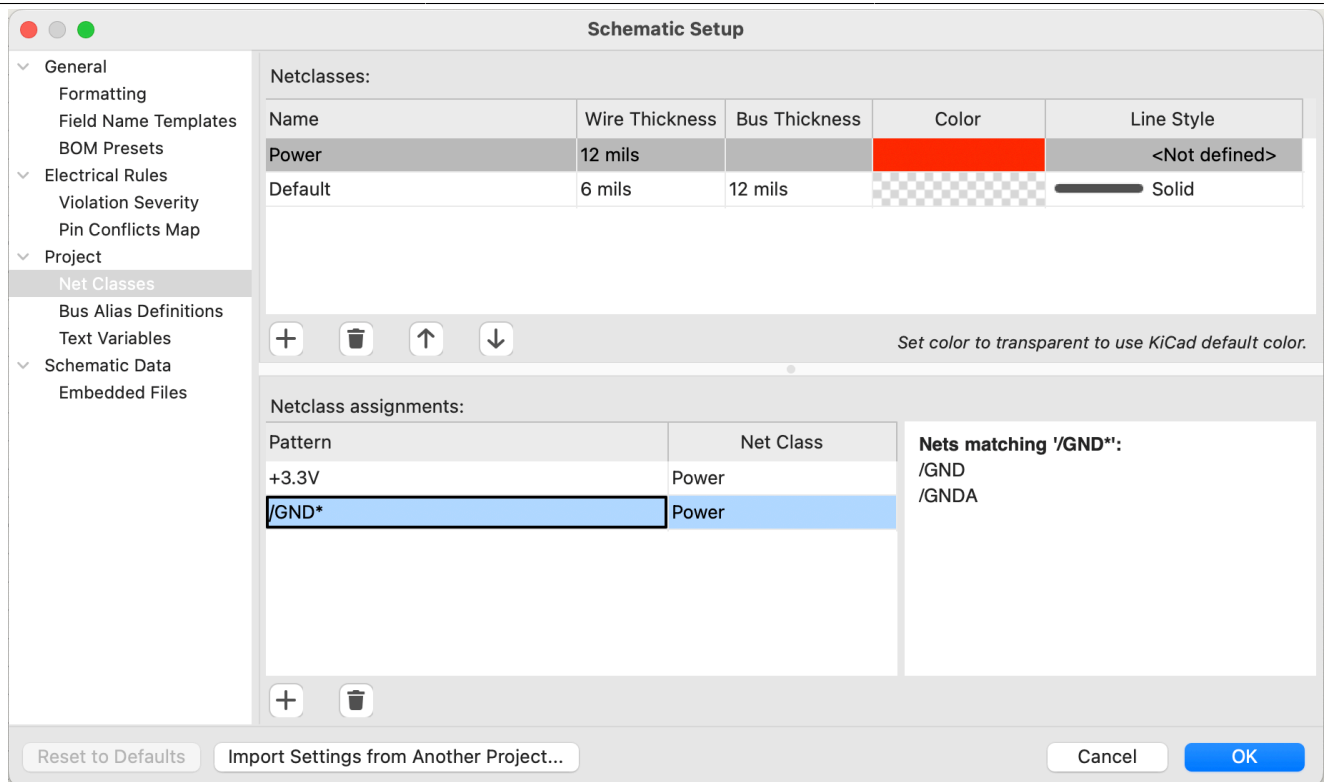 Schematic Setup
General
Formatting
Field Name Templates
BOM Presets
Electrical Rules
Violation Severity
Pin Conflicts Map
Project
Net Classes
Bus Alias Definitions
Text Variables
Schematic Data
Embedded Files
Netclasses:
Name Wire Thickness Bus Thickness Color Line Style
Power 12 mils <Not defined>
Default 6 mils 12 mils Solid
Set color to transparent to use KiCad default color.
Netclass assignments:
Pattern Net Class
+3.3V Power
/GND* Power
Nets matching '/GND*':
/GND
/GNDA
Reset to Defaults Import Settings from Another Project... Cancel OK